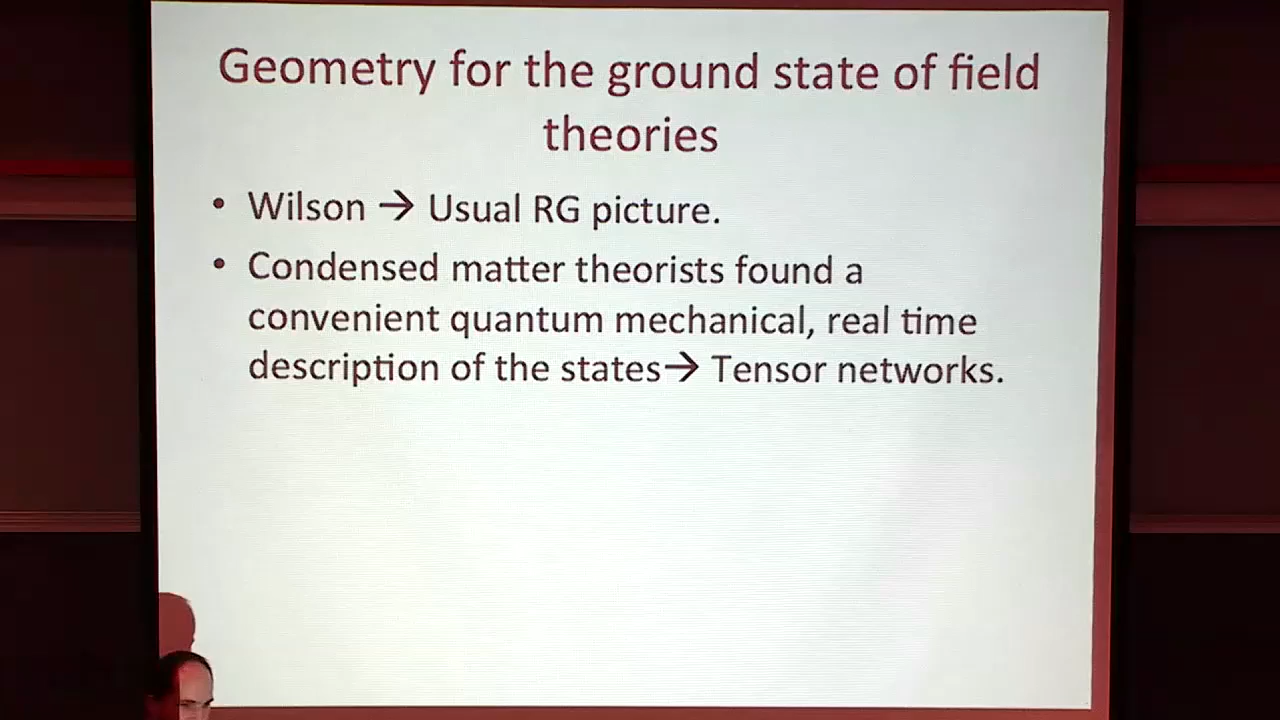 Geometry for the ground state of field
theories
• Wilson → Usual RG picture.
• Condensed matter theorists found a
convenient quantum mechanical, real time
description of the states→ Tensor networks.